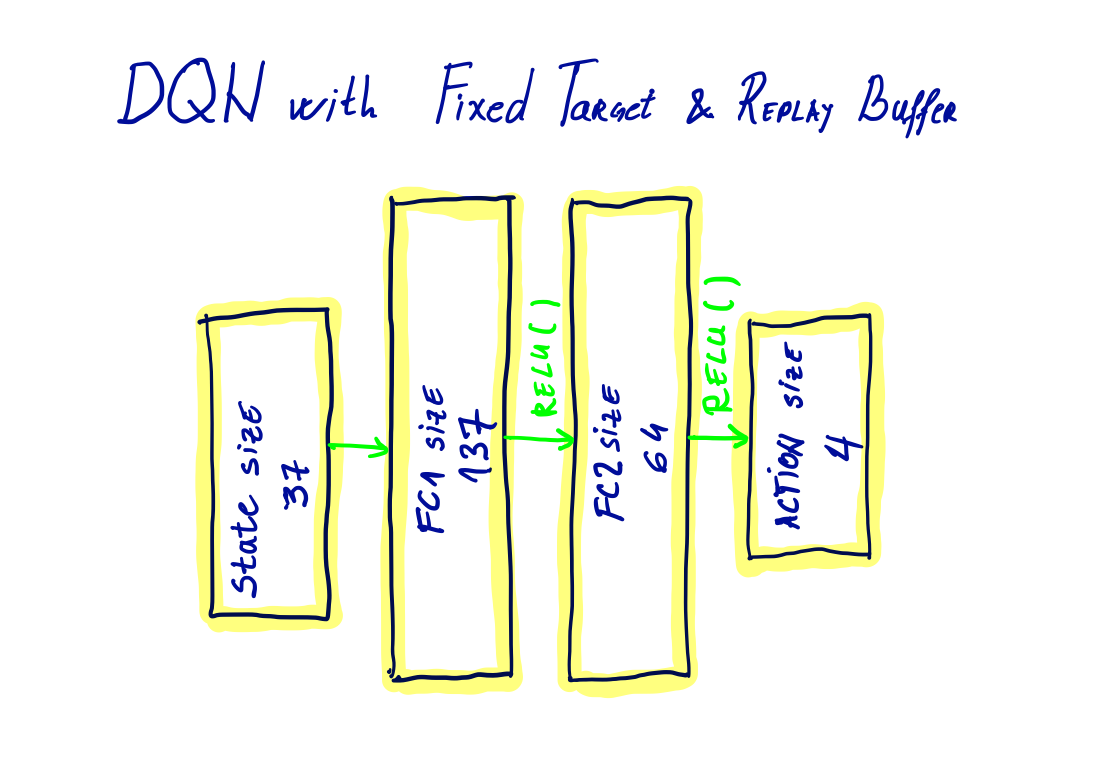 DQN with Fixed Target & Replay Buffer
State size
37
FC1 size
137
RELU()
FC2 size
64
RELU()
ACTION size
4